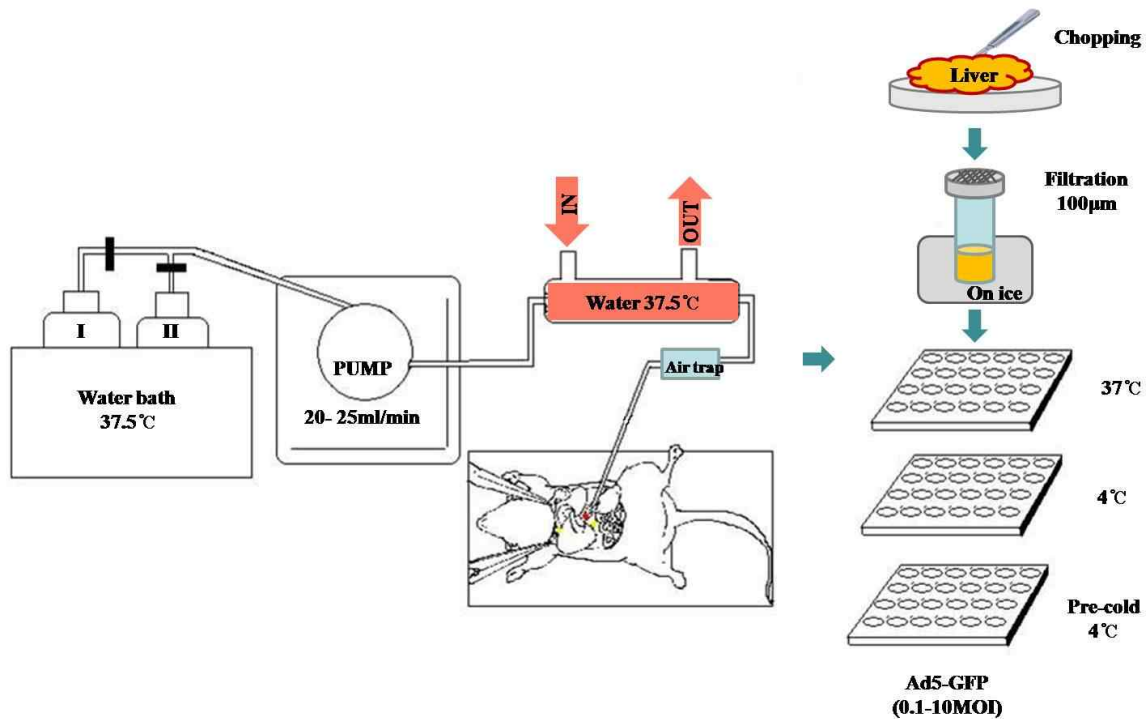 Chopping
Liver
Filtration
100μm
On ice
IN
OUT
Water 37.5℃
I
II
Water bath
37.5℃
PUMP
20- 25ml/min
Air trap
37℃
4℃
Pre-cold
4℃
Ad5-GFP
(0.1-10MOI)